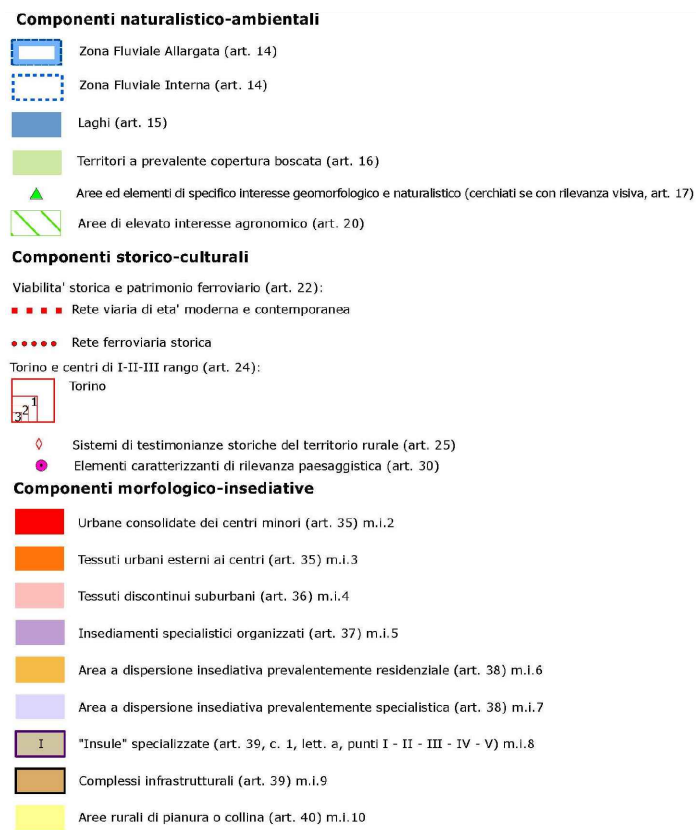 Componenti naturalistico-ambientali
Zona Fluviale Allargata (art. 14)
Zona Fluviale Interna (art. 14)
Laghi (art. 15)
Territori a prevalente copertura boscata (art. 16)
Aree ed elementi di specifico interesse geomorfologico e naturalistico (cerchiati se con rilevanza visiva, art. 17)
Aree di elevato interesse agronomico (art. 20)
Componenti storico-culturali
Viabilita' storica e patrimonio ferroviario (art. 22):
Rete viaria di eta' moderna e contemporanea
Rete ferroviaria storica
Torino e centri di I-II-III rango (art. 24):
Torino
1
2
3
Sistemi di testimonianze storiche del territorio rurale (art. 25)
Elementi caratterizzanti di rilevanza paesaggistica (art. 30)
Componenti morfologico-insediative
Urbane consolidate dei centri minori (art. 35) m.i.2
Tessuti urbani esterni ai centri (art. 35) m.i.3
Tessuti discontinui suburbani (art. 36) m.i.4
Insediamenti specialistici organizzati (art. 37) m.i.5
Area a dispersione insediativa prevalentemente residenziale (art. 38) m.i.6
Area a dispersione insediativa prevalentemente specialistica (art. 38) m.i.7
I "Insule" specializzate (art. 39, c. 1, lett. a, punti I - II - III - IV - V) m.i.8
Complessi infrastrutturali (art. 39) m.i.9
Aree rurali di pianura o collina (art. 40) m.i.10